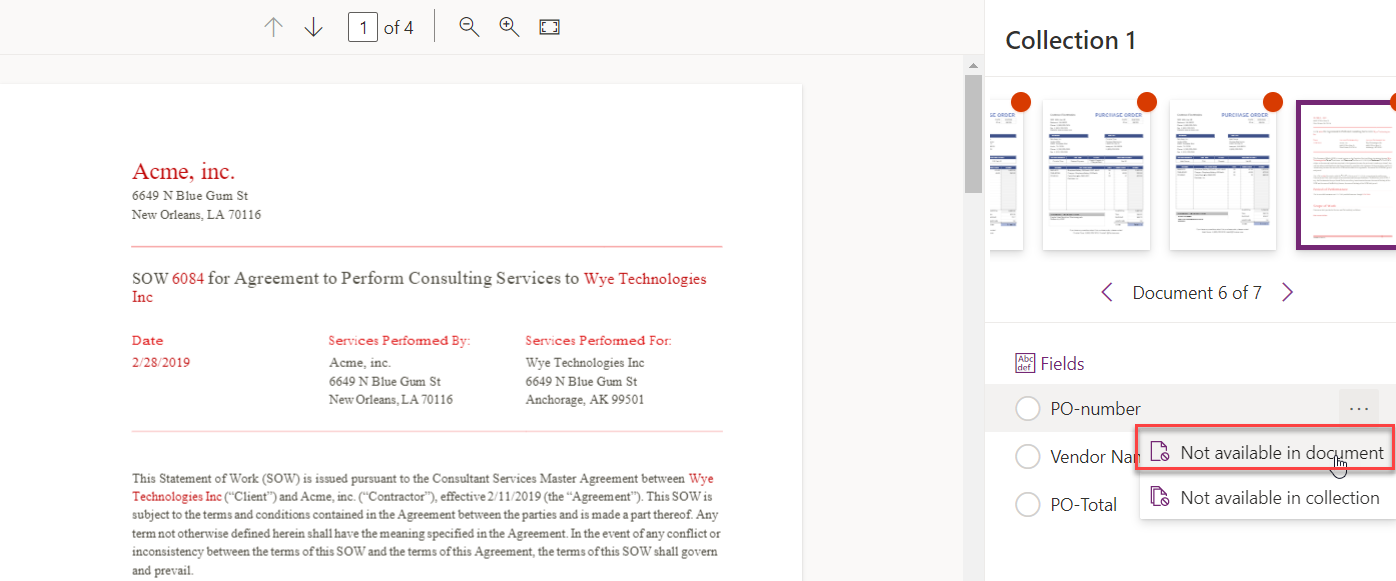 1 of 4
Acme, inc.
6649 N Blue Gum St
New Orleans, LA 70116
SOW 6084 for Agreement to Perform Consulting Services to Wye Technologies
Inc
Date
2/28/2019
Services Performed By:
Acme, inc.
6649 N Blue Gum St
New Orleans, LA 70116
Services Performed For:
Wye Technologies Inc
6649 N Blue Gum St
Anchorage, AK 99501
This Statement of Work (SOW) is issued pursuant to the Consultant Services Master Agreement between Wye
Technologies Inc (“Client”) and Acme, inc. (“Contractor”), effective 2/11/2019 (the “Agreement”). This SOW is
subject to the terms and conditions contained in the Agreement between the parties and is made a part thereof. Any
term not otherwise defined herein shall have the meaning specified in the Agreement. In the event of any conflict or
inconsistency between the terms of this SOW and the terms of this Agreement, the terms of this SOW shall govern
and prevail.
Collection 1
PURCHASE ORDER
PURCHASE ORDER
Document 6 of 7
Abc
def
Fields
PO-number
...
Vendor Nam
Not available in document
Not available in collection
PO-Total